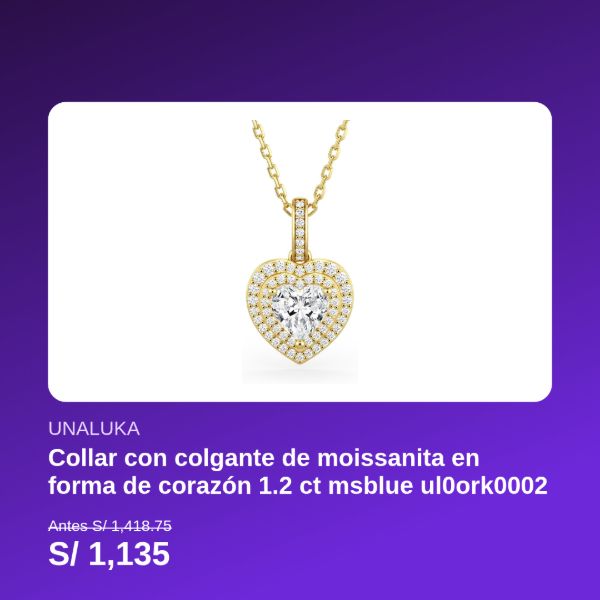 UNALUKA
Collar con colgante de moissanita en
forma de corazón 1.2 ct msblue ul0ork0002
Antes S/ 1,418.75
S/ 1,135